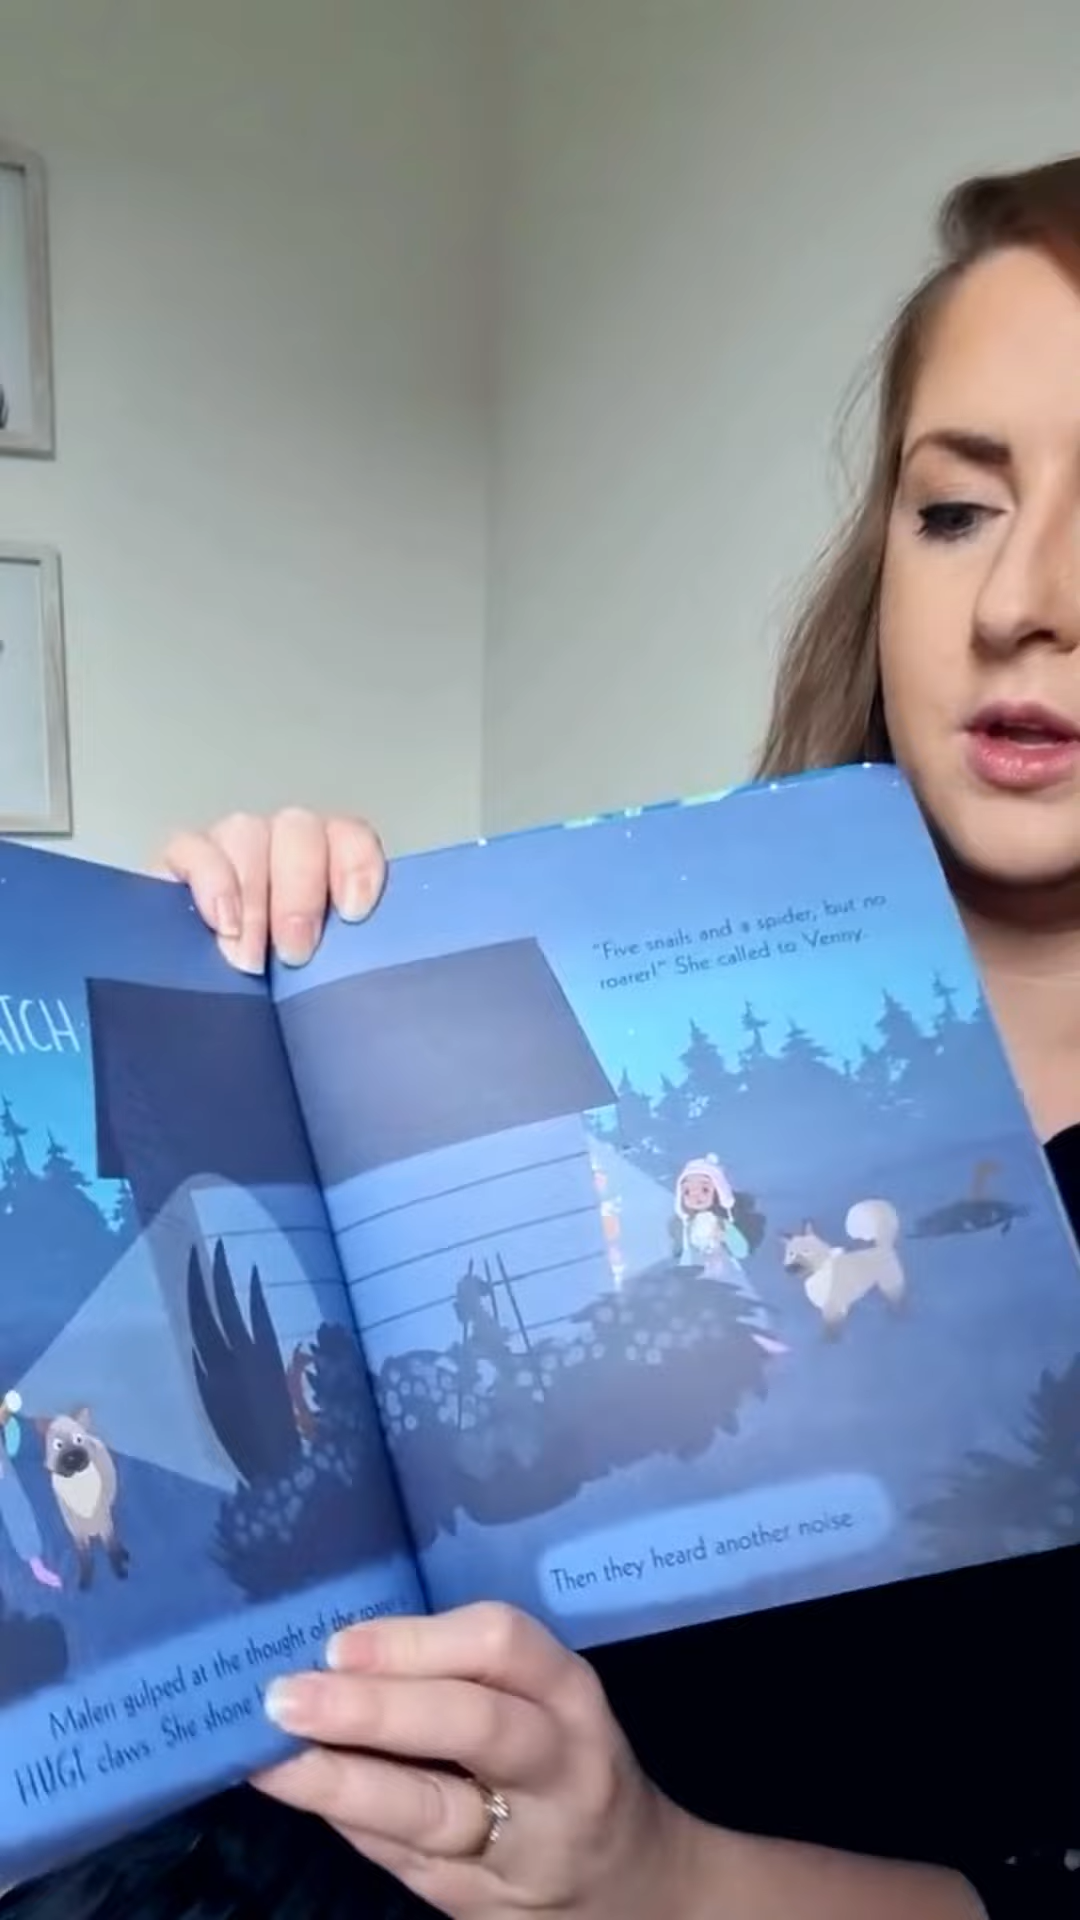 ATCH
Maleri gulped at the thought of the
HUGE claws. She shone
"Five snails and a spider, but no
roarer!" She called to Venny.
Then they heard another noise